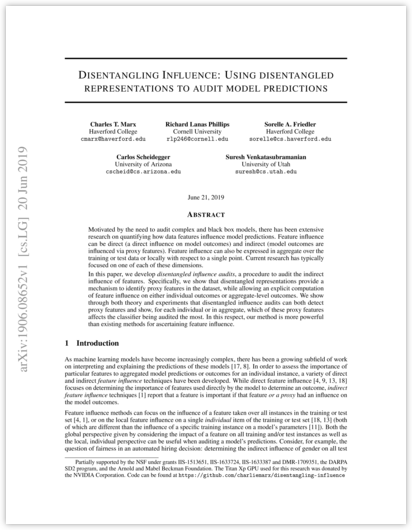 arXiv:1906.08652v1 [cs.LG] 20 Jun 2019
DISENTANGLING INFLUENCE: USING DISENTANGLED
REPRESENTATIONS TO AUDIT MODEL PREDICTIONS
Charles T. Marx Richard Lanas Phillips Sorelle A. Friedler
Haverford College Cornell University Haverford College
cmarx@haverford.edu rlp246@cornell.edu sorelle@cs.haverford.edu
Carlos Scheidegger Suresh Venkatasubramanian
University of Arizona University of Utah
cscheid@cs.arizona.edu suresh@cs.utah.edu
June 21, 2019
ABSTRACT
Motivated by the need to audit complex and black box models, there has been extensive
research on quantifying how data features influence model predictions. Feature influence
can be direct (a direct influence on model outcomes) and indirect (model outcomes are
influenced via proxy features). Feature influence can also be expressed in aggregate over the
training or test data or locally with respect to a single point. Current research has typically
focused on one of each of these dimensions.
In this paper, we develop disentangled influence audits, a procedure to audit the indirect
influence of features. Specifically, we show that disentangled representations provide a
mechanism to identify proxy features in the dataset, while allowing an explicit computation
of feature influence on either individual outcomes or aggregate-level outcomes. We show
through both theory and experiments that disentangled influence audits can both detect
proxy features and show, for each individual or in aggregate, which of these proxy features
affects the classifier being audited the most. In this respect, our method is more powerful
than existing methods for ascertaining feature influence.
1 Introduction
As machine learning models have become increasingly complex, there has been a growing subfield of work
on interpreting and explaining the predictions of these models [17, 8]. In order to assess the importance of
particular features to aggregated model predictions or outcomes for an individual instance, a variety of direct
and indirect feature influence techniques have been developed. While direct feature influence [4, 9, 13, 18]
focuses on determining the importance of features used directly by the model to determine an outcome, indirect
feature influence techniques [1] report that a feature is important if that feature or a proxy had an influence on
the model outcomes.
Feature influence methods can focus on the influence of a feature taken over all instances in the training or test
set [4, 1], or on the local feature influence on a single individual item of the training or test set [18, 13] (both
of which are different than the influence of a specific training instance on a model's parameters [11]). Both the
global perspective given by considering the impact of a feature on all training and/or test instances as well as
the local, individual perspective can be useful when auditing a model's predictions. Consider, for example, the
question of fairness in an automated hiring decision: determining the indirect influence of gender on all test
Partially supported by the NSF under grants IIS-1513651, IIS-1633724, IIS-1633387 and DMR-1709351, the DARPA
SD2 program, and the Arnold and Mabel Beckman Foundation. The Titan Xp GPU used for this research was donated by
the NVIDIA Corporation. Code can be found at https://github.com/charliemarx/disentangling-influence